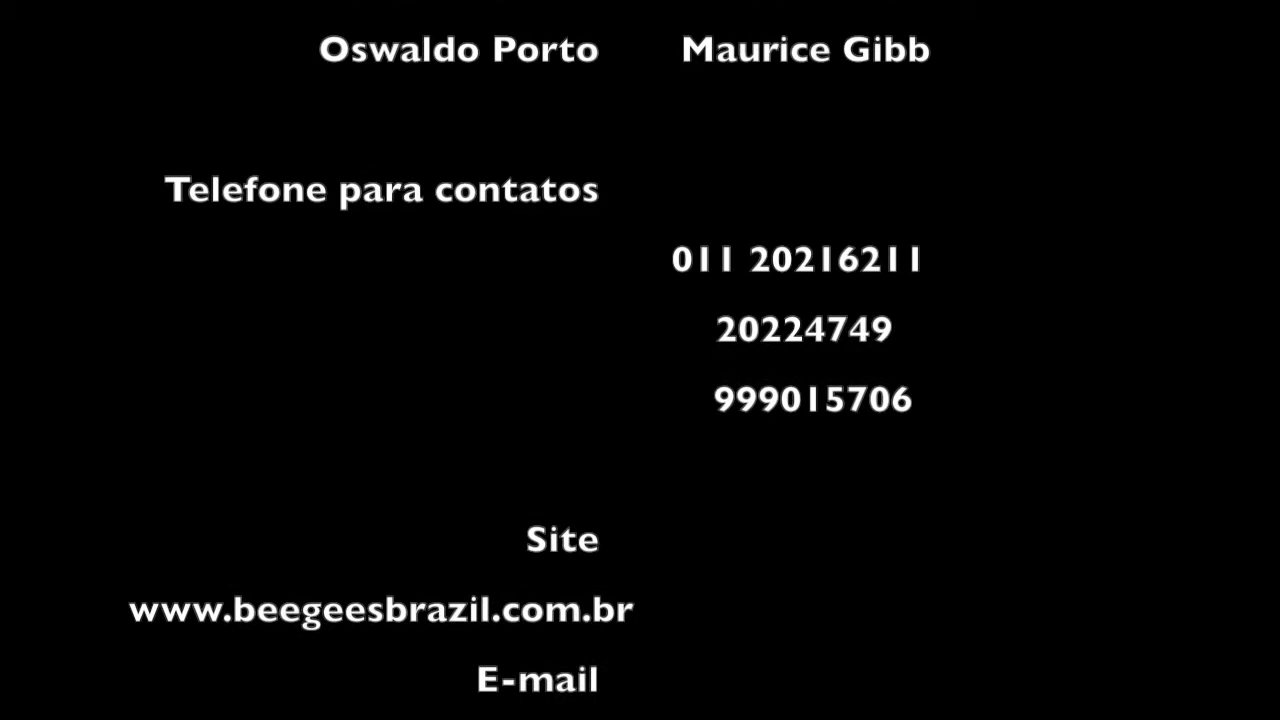 Oswaldo Porto Maurice Gibb
Telefone para contatos
011 20216211
20224749
999015706
Site
www.beegeesbrazil.com.br
E-mail